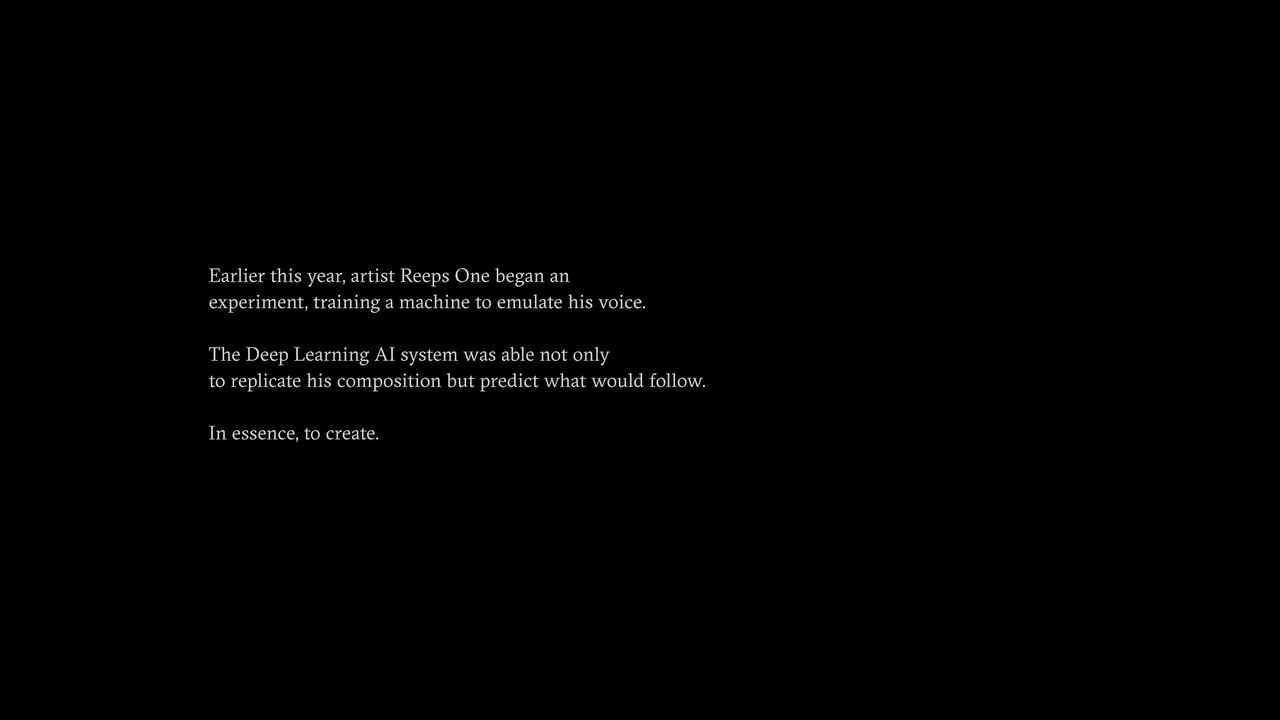 Earlier this year, artist Reeps One began an
experiment, training a machine to emulate his voice.
The Deep Learning AI system was able not only
to replicate his composition but predict what would follow.
In essence, to create.